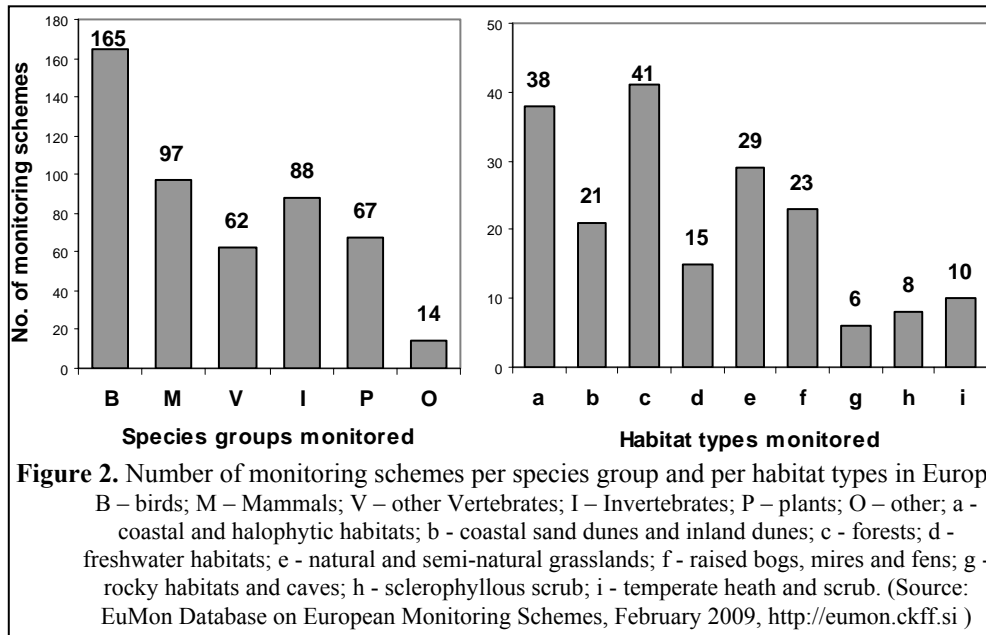 180
160
140
120
100
80
60
40
20
0
No. of monitoring schemes
165
97
62
88
67
14
B M V I P O
Species groups monitored
50
40
30
20
10
0
38
21
41
15
29
23
6
8
10
a b c d e f g h i
Habitat types monitored
Figure 2. Number of monitoring schemes per species group and per habitat types in Europ
B – birds; M – Mammals; V – other Vertebrates; I – Invertebrates; P – plants; O – other; a -
coastal and halophytic habitats; b - coastal sand dunes and inland dunes; c - forests; d -
freshwater habitats; e - natural and semi-natural grasslands; f - raised bogs, mires and fens; g -
rocky habitats and caves; h - sclerophyllous scrub; i - temperate heath and scrub. (Source:
EuMon Database on European Monitoring Schemes, February 2009, http://eumon.ckff.si )